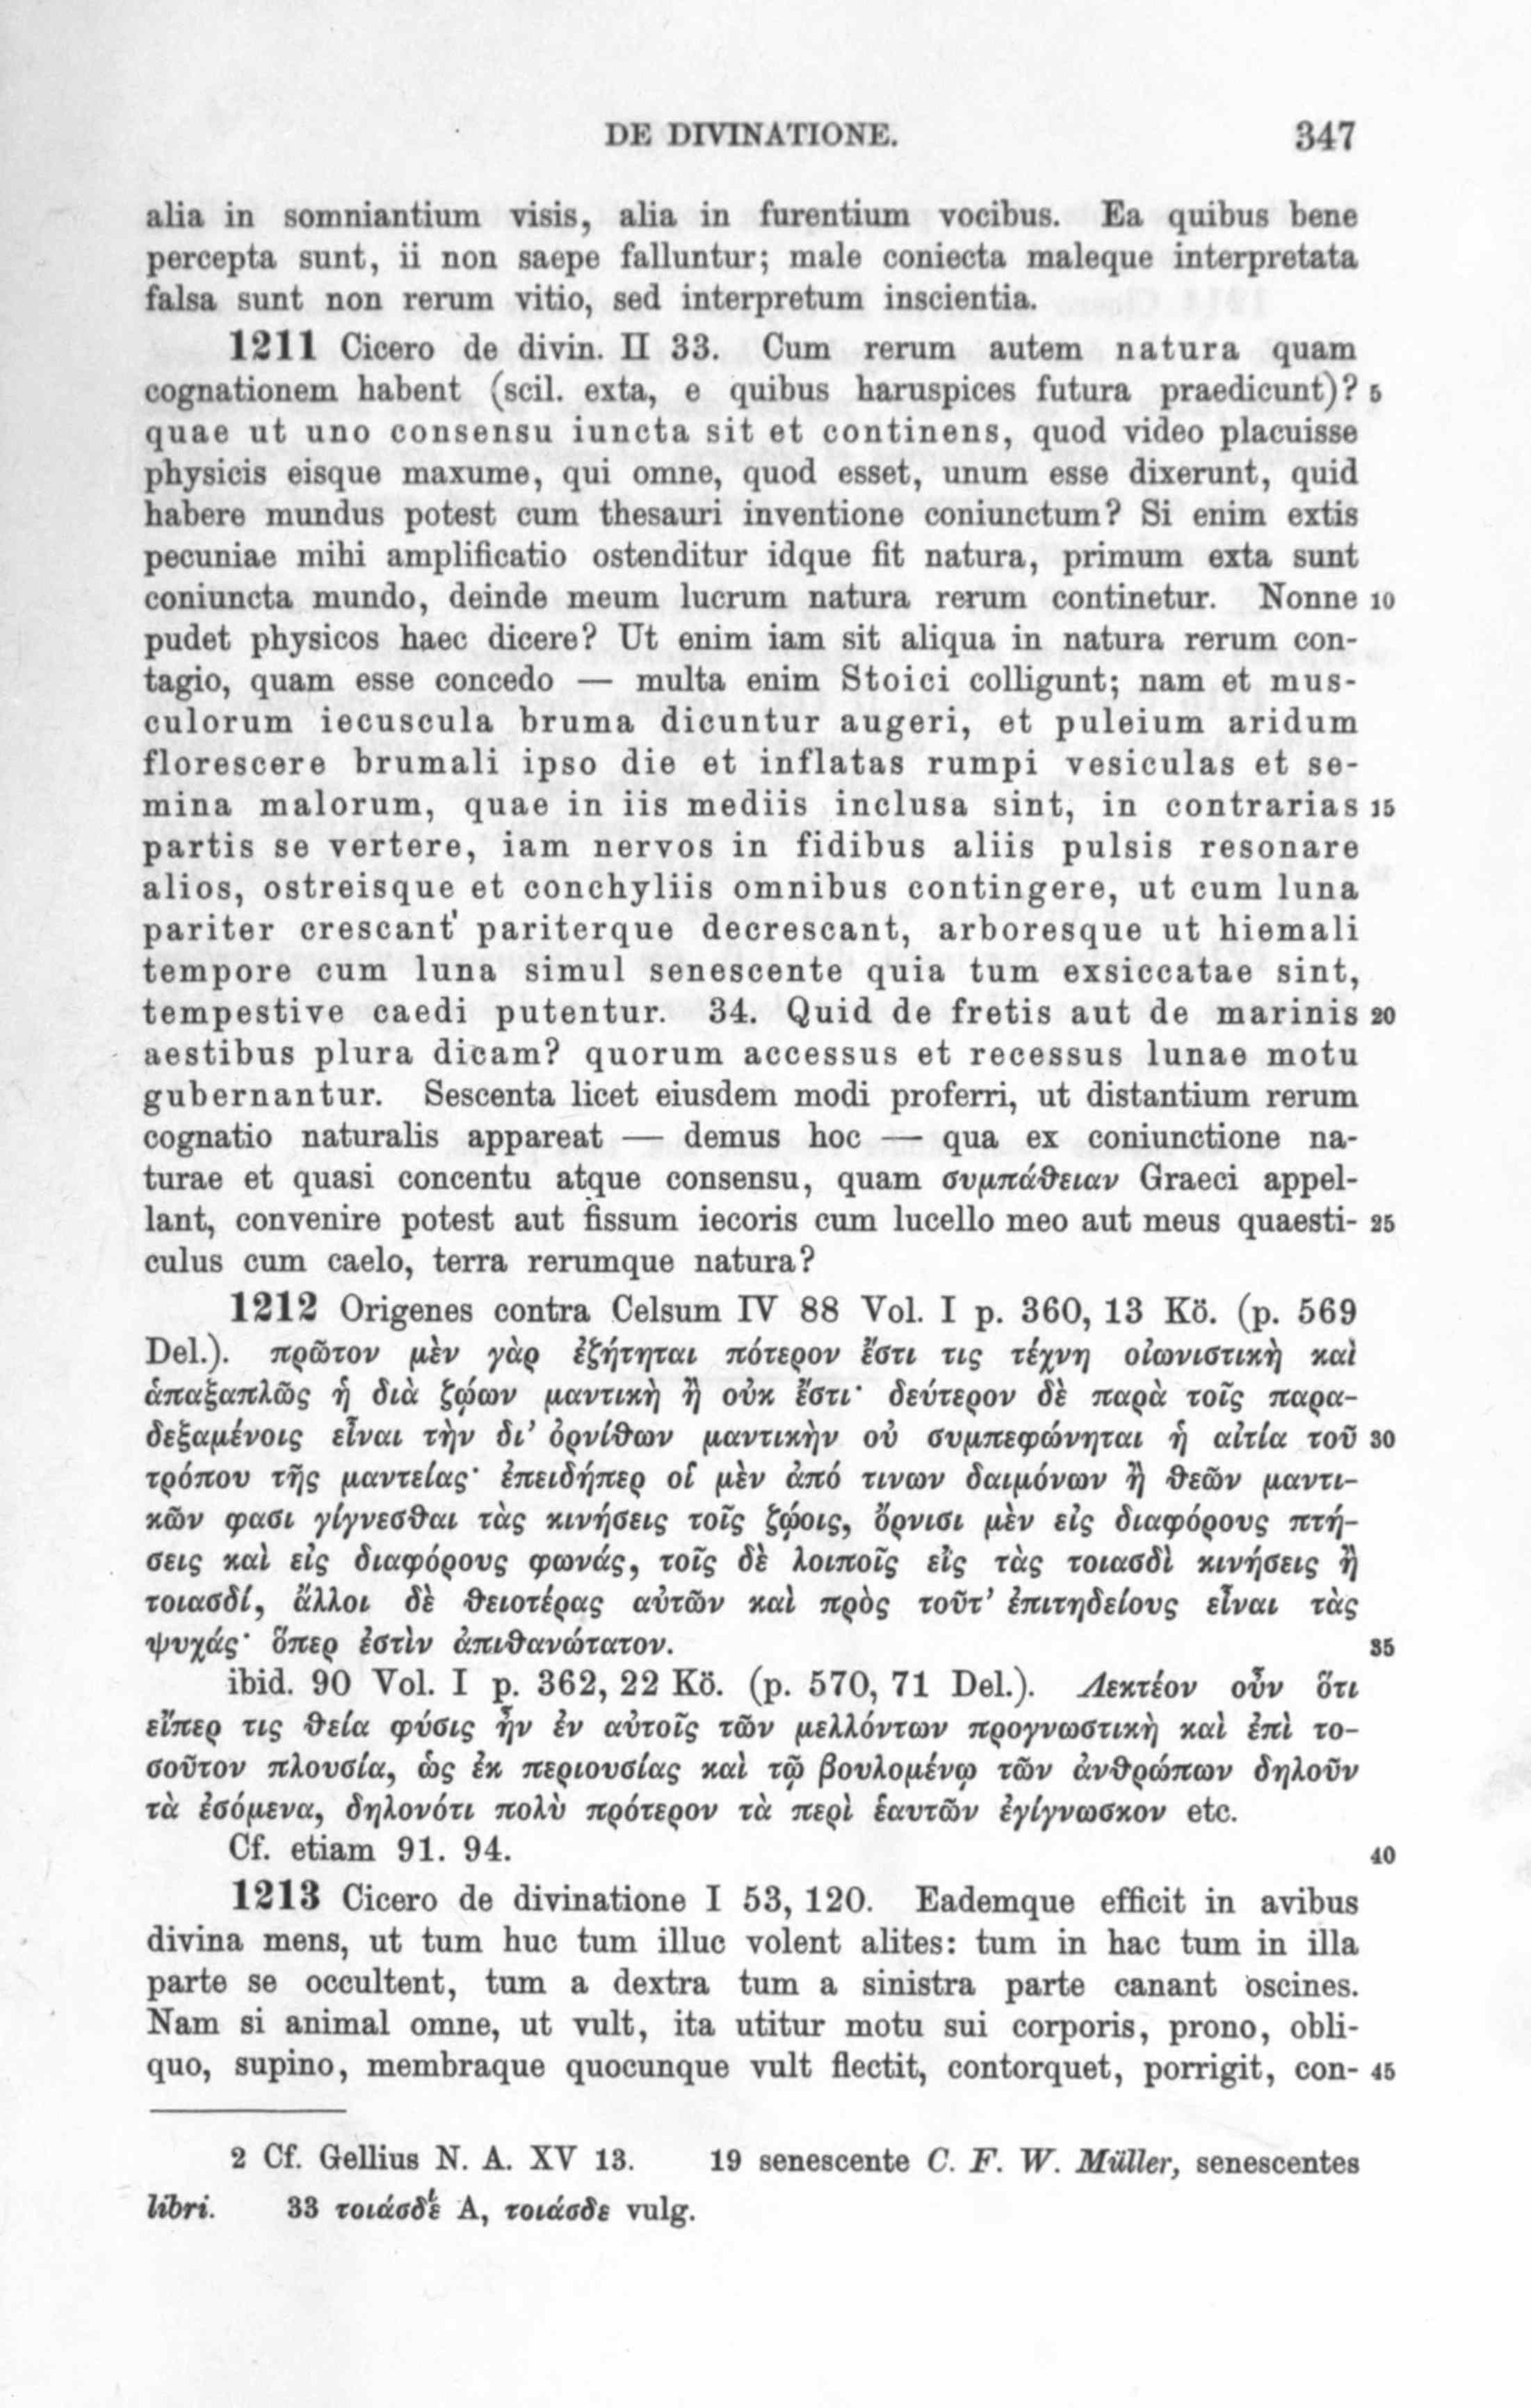 DE DIVINATIONE. 347
alia in somniantium visis, alia in furentium vocibus. Ea quibus bene
percepta sunt, ii non saepe falluntur; male coniecta maleque interpretata
falsa sunt non rerum vitio, sed interpretum inscientia.
1211 Cicero de divin. II 33. Cum rerum autem natura quam
cognationem habent (scil. exta, e quibus haruspices futura praedicunt)? 5
quae ut uno consensu iuncta sit et continens, quod video placuisse
physicis eisque maxume, qui omne, quod esset, unum esse dixerunt, quid
habere mundus potest cum thesauri inventione coniunctum? Si enim extis
pecuniae mihi amplificatio ostenditur idque fit natura, primum exta sunt
coniuncta mundo, deinde meum lucrum natura rerum continetur. Nonne 10
pudet physicos haec dicere? Ut enim iam sit aliqua in natura rerum con-
tagio, quam esse concedo — multa enim Stoici colligunt; nam et mus-
culorum iecuscula bruma dicuntur augeri, et puleium aridum
florescere brumali ipso die et inflatas rumpi vesiculas et se-
mina malorum, quae in iis mediis inclusa sint, in contrarias 15
partis se vertere, iam nervos in fidibus aliis pulsis resonare
alios, ostreisque et conchyliis omnibus contingere, ut cum luna
pariter crescant pariterque decrescant, arboresque ut hiemali
tempore cum luna simul senescente quia tum exsiccatae sint,
tempestive caedi putentur. 34. Quid de fretis aut de marinis 20
aestibus plura dicam? quorum accessus et recessus lunae motu
gubernantur. Sescenta licet eiusdem modi proferri, ut distantium rerum
cognatio naturalis appareat — demus hoc — qua ex coniunctione na-
turae et quasi concentu atque consensu, quam συμπάθειαν Graeci appel-
lant, convenire potest aut fissum iecoris cum lucello meo aut meus quaesti- 25
culus cum caelo, terra rerumque natura?
1212 Origenes contra Celsum IV 88 Vol. I p. 360, 13 Kö. (p. 569
Del.). πρῶτον μὲν γὰρ ἐζήτηται πότερον ἔστι τις τέχνη οἰωνιστικὴ καὶ
ἁπαξαπλῶς ἡ διὰ ζῴων μαντικὴ ἢ οὐκ ἔστι· δεύτερον δὲ παρὰ τοῖς παρα-
δεξαμένοις εἶναι τὴν δι’ ὀρνίθων μαντικὴν οὐ συμπεφώνηται ἡ αἰτία τοῦ 30
τρόπου τῆς μαντείας· ἐπειδήπερ οἱ μὲν ἀπό τινων δαιμόνων ἢ θεῶν μαντι-
κῶν φασι γίγνεσθαι τὰς κινήσεις τοῖς ζῴοις, ὄρνισι μὲν εἰς διαφόρους πτή-
σεις καὶ εἰς διαφόρους φωνάς, τοῖς δὲ λοιποῖς εἰς τὰς τοιασδὶ κινήσεις ἢ
τοιασδί, ἄλλοι δὲ θειοτέρας αὐτῶν καὶ πρὸς τοῦτ’ ἐπιτηδείους εἶναι τὰς
ψυχάς· ὅπερ ἐστὶν ἀπιθανώτατον. 35
ibid. 90 Vol. I p. 362, 22 Kö. (p. 570, 71 Del.). Λεκτέον οὖν ὅτι
εἴπερ τις θεία φύσις ἦν ἐν αὐτοῖς τῶν μελλόντων προγνωστικὴ καὶ ἐπὶ το-
σοῦτον πλουσία, ὡς ἐκ περιουσίας καὶ τῷ βουλομένῳ τῶν ἀνθρώπων δηλοῦν
τὰ ἐσόμενα, δηλονότι πολὺ πρότερον τὰ περὶ ἑαυτῶν ἐγίγνωσκον etc.
Cf. etiam 91. 94. 40
1213 Cicero de divinatione I 53, 120. Eademque efficit in avibus
divina mens, ut tum huc tum illuc volent alites: tum in hac tum in illa
parte se occultent, tum a dextra tum a sinistra parte canant oscines.
Nam si animal omne, ut vult, ita utitur motu sui corporis, prono, obli-
quo, supino, membraque quocunque vult flectit, contorquet, porrigit, con- 45
2 Cf. Gellius N. A. XV 13. 19 senescente C. F. W. Müller, senescentes
libri. 33 τοιάσδὲ A, τοιάσδε vulg.